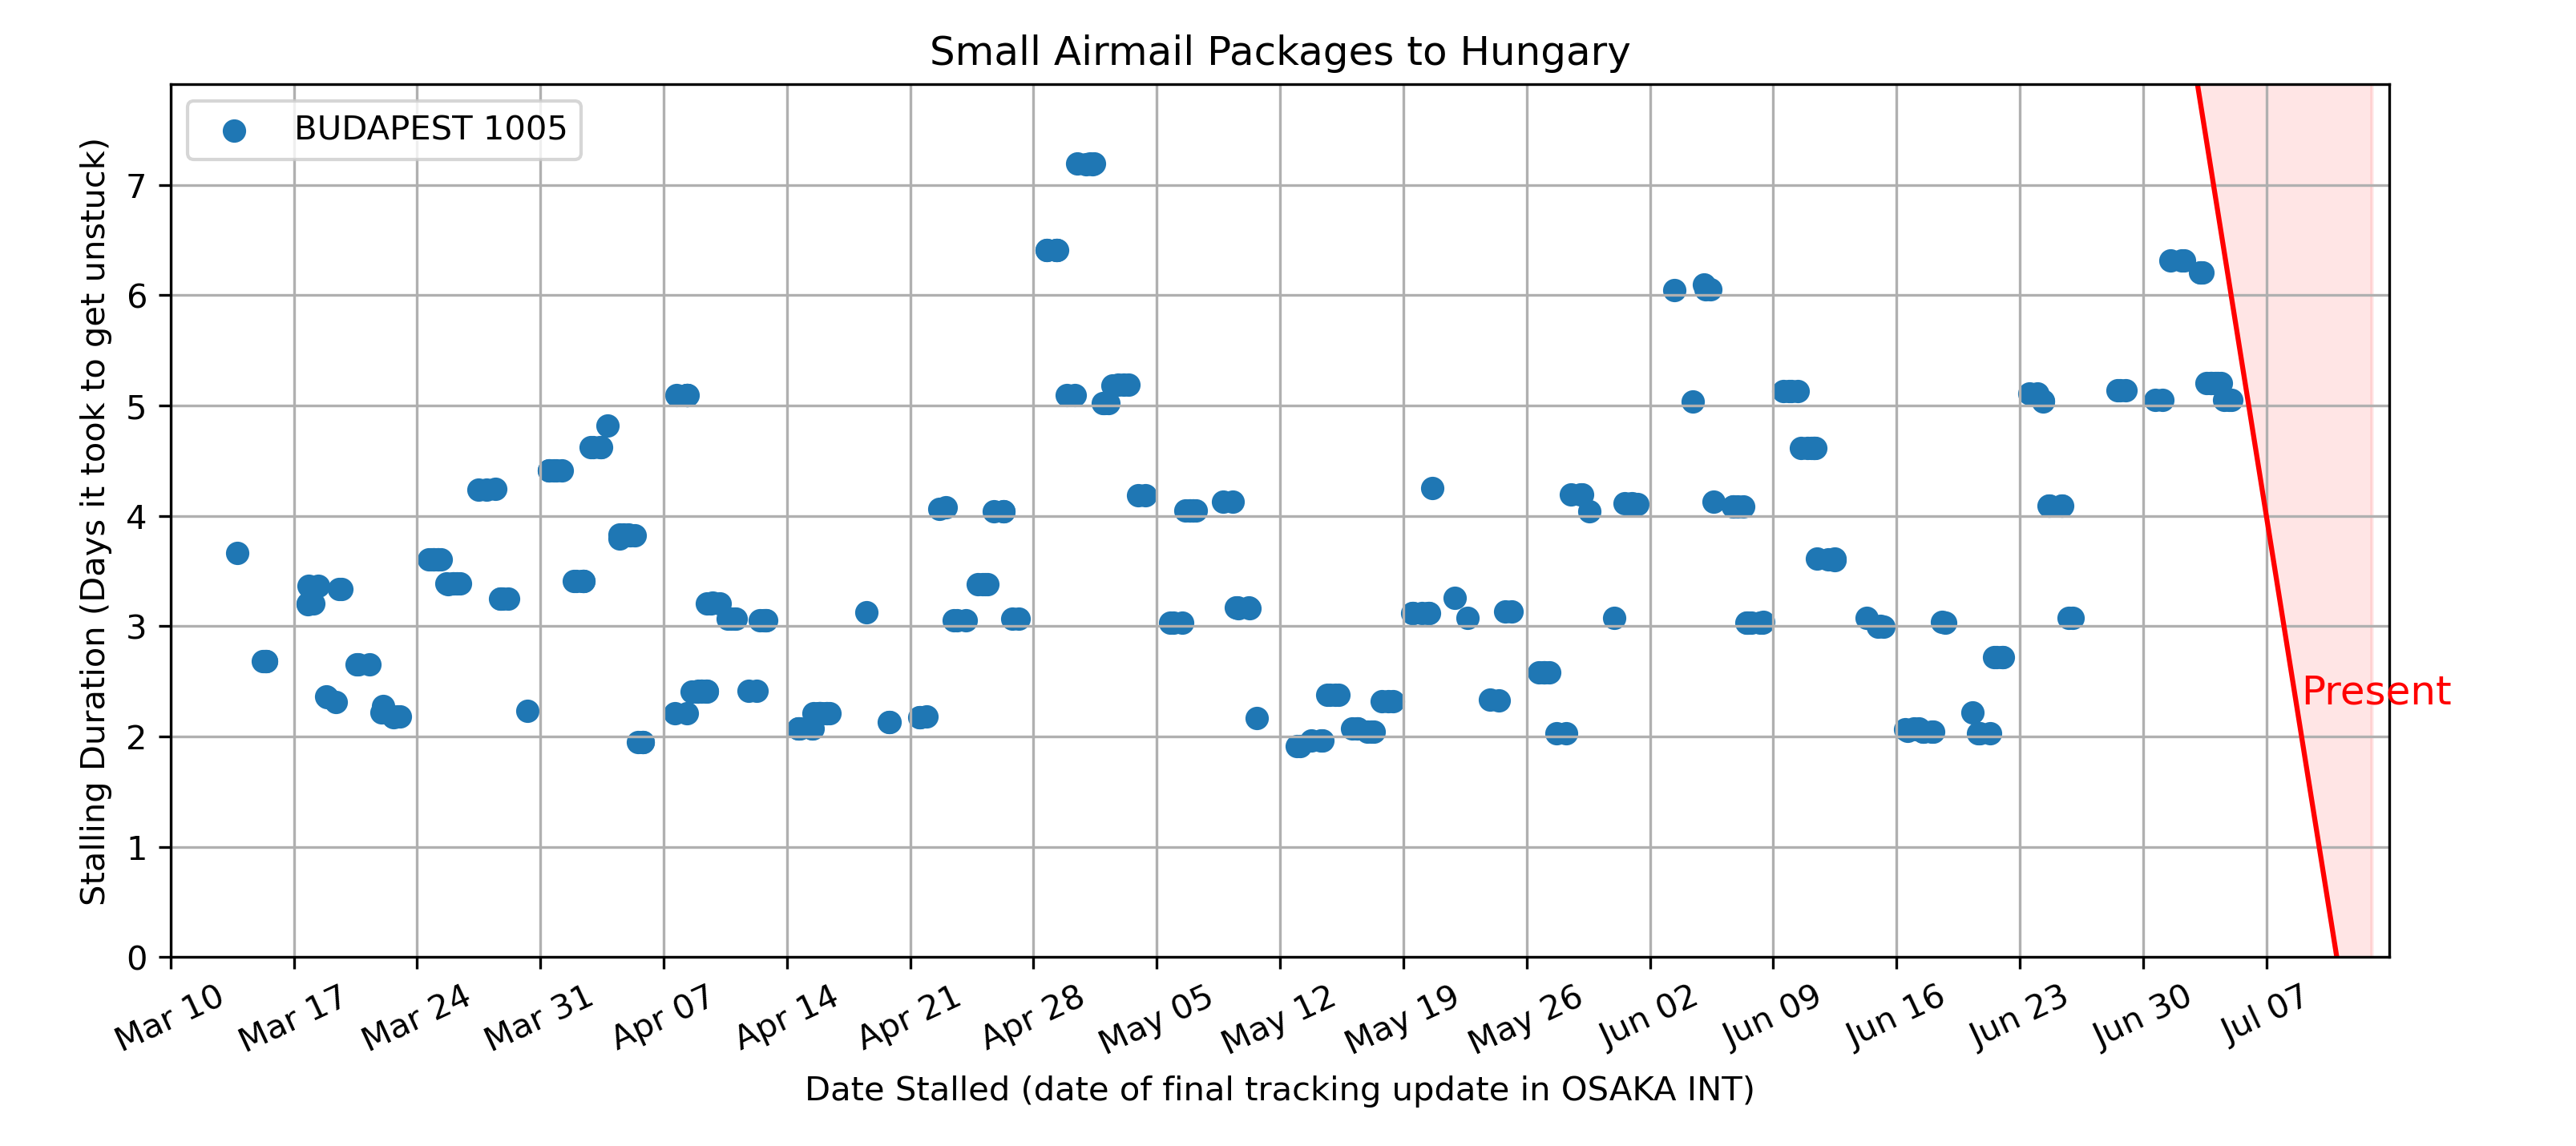 Small Airmail Packages to Hungary
BUDAPEST 1005
Stalling Duration (Days it took to get unstuck)
7
6
5
4
3
2
1
0
Present
Mar 10
Mar 17
Mar 24
Mar 31
Apr 07
Apr 14
Apr 21
Apr 28
May 05
May 12
May 19
May 26
Jun 02
Jun 09
Jun 16
Jun 23
Jun 30
Jul 07
Date Stalled (date of final tracking update in OSAKA INT)